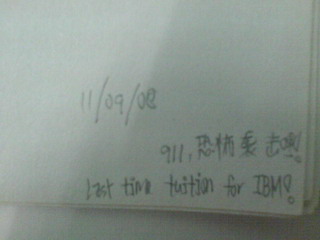 11/09/08
911, 恐怖袭击吧!
Last time tuition for IBM!